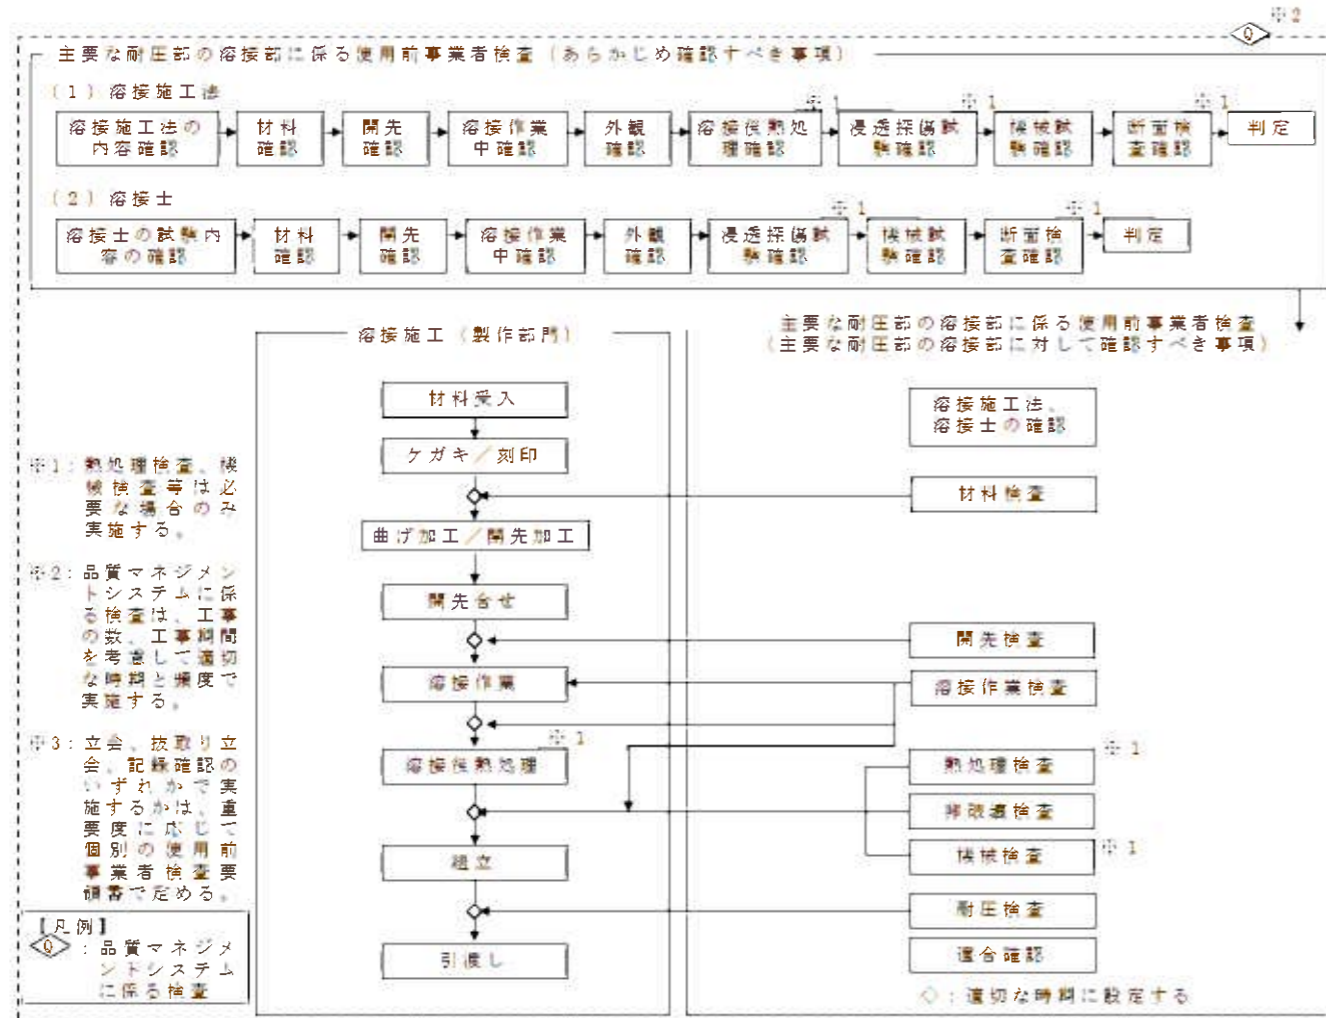 ※2
Q
主要な耐圧部の溶接部に係る使用前事業者検査（あらかじめ確認すべき事項）
（1）溶接施工法
※1
※1
※1
溶接施工法の
内容確認
材料
確認
開先
確認
溶接作業
中確認
外観
確認
溶接後熱処
理確認
浸透探傷試
験確認
機械試
験確認
断面検
査確認
判定
（2）溶接士
※1
※1
溶接士の試験内
容の確認
材料
確認
開先
確認
溶接作業
中確認
外観
確認
浸透探傷試
験確認
機械試
験確認
断面検
査確認
判定
溶接施工（製作部門）
材料受入
ケガキ／刻印
曲げ加工／開先加工
開先合せ
溶接作業
※1
溶接後熱処理
組立
引渡し
主要な耐圧部の溶接部に係る使用前事業者検査
（主要な耐圧部の溶接部に対して確認すべき事項）
溶接施工法、
溶接士の確認
材料検査
開先検査
溶接作業検査
※1
熱処理検査
非破壊検査
機械検査
※1
耐圧検査
適合確認
◇：適切な時期に設定する
※1：熱処理検査、機
械検査等は必
要な場合のみ
実施する。
※2：品質マネジメン
トシステムに係
る検査は、工事
の数、工事期間
を考慮して適切
な時期と頻度で
実施する。
※3：立会、抜取り立
会、記録確認の
いずれかで実
施するかは、重
要度に応じて
個別の使用前
事業者検査要
領書で定める。
【凡例】
Q：品質マネジメ
ントシステム
に係る検査